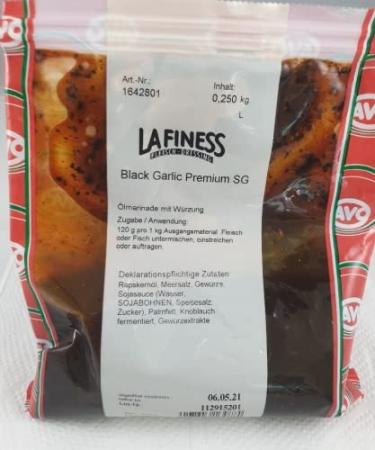 Art.-Nr.: Inhalt:
1642801 0,250 kg
L
LAFINESS
FLEISCH-DRESSING
Black Garlic Premium SG
Ölmarinade mit Würzung
Zugabe / Anwendung:
120 g pro 1 kg Ausgangsmaterial. Fleisch
oder Fisch untermischen, einstreichen
oder auftragen.
Deklarationspflichtige Zutaten
Rapskernöl, Meersalz, Gewürze,
Sojasauce (Wasser,
SOJABOHNEN, Speisesalz,
Zucker), Palmfett, Knoblauch
fermentiert, Gewürzextrakte
06.05.21
112915201
AVO
AVO
AVO
AVO